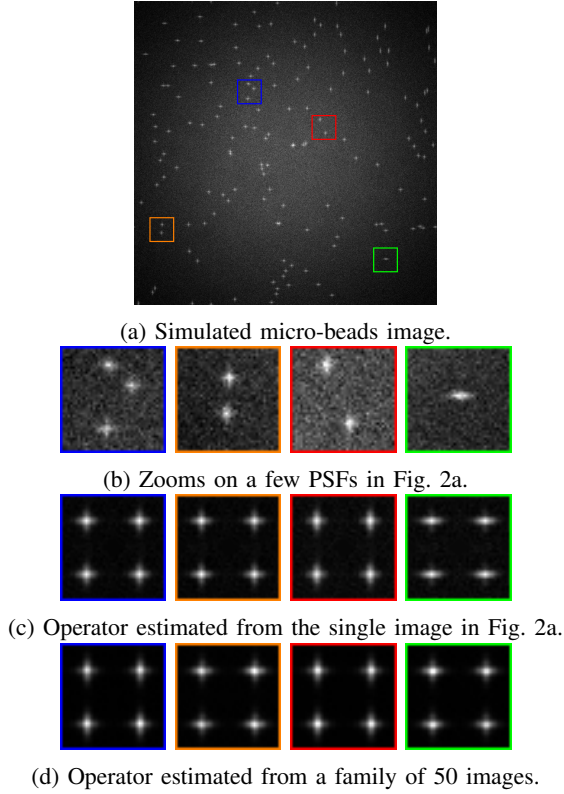 (a) Simulated micro-beads image.
(b) Zooms on a few PSFs in Fig. 2a.
(c) Operator estimated from the single image in Fig. 2a.
(d) Operator estimated from a family of 50 images.